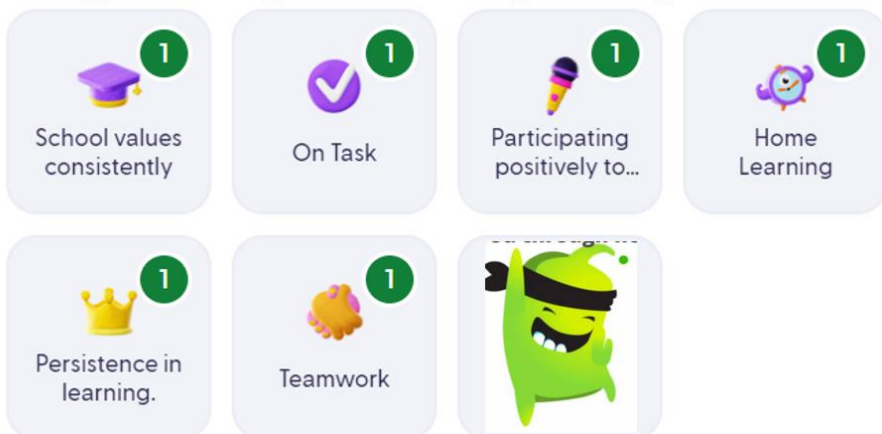 1
1
1
1
School values
consistently
On Task
Participating
positively to...
Home
Learning
1
1
Persistence in
learning.
Teamwork